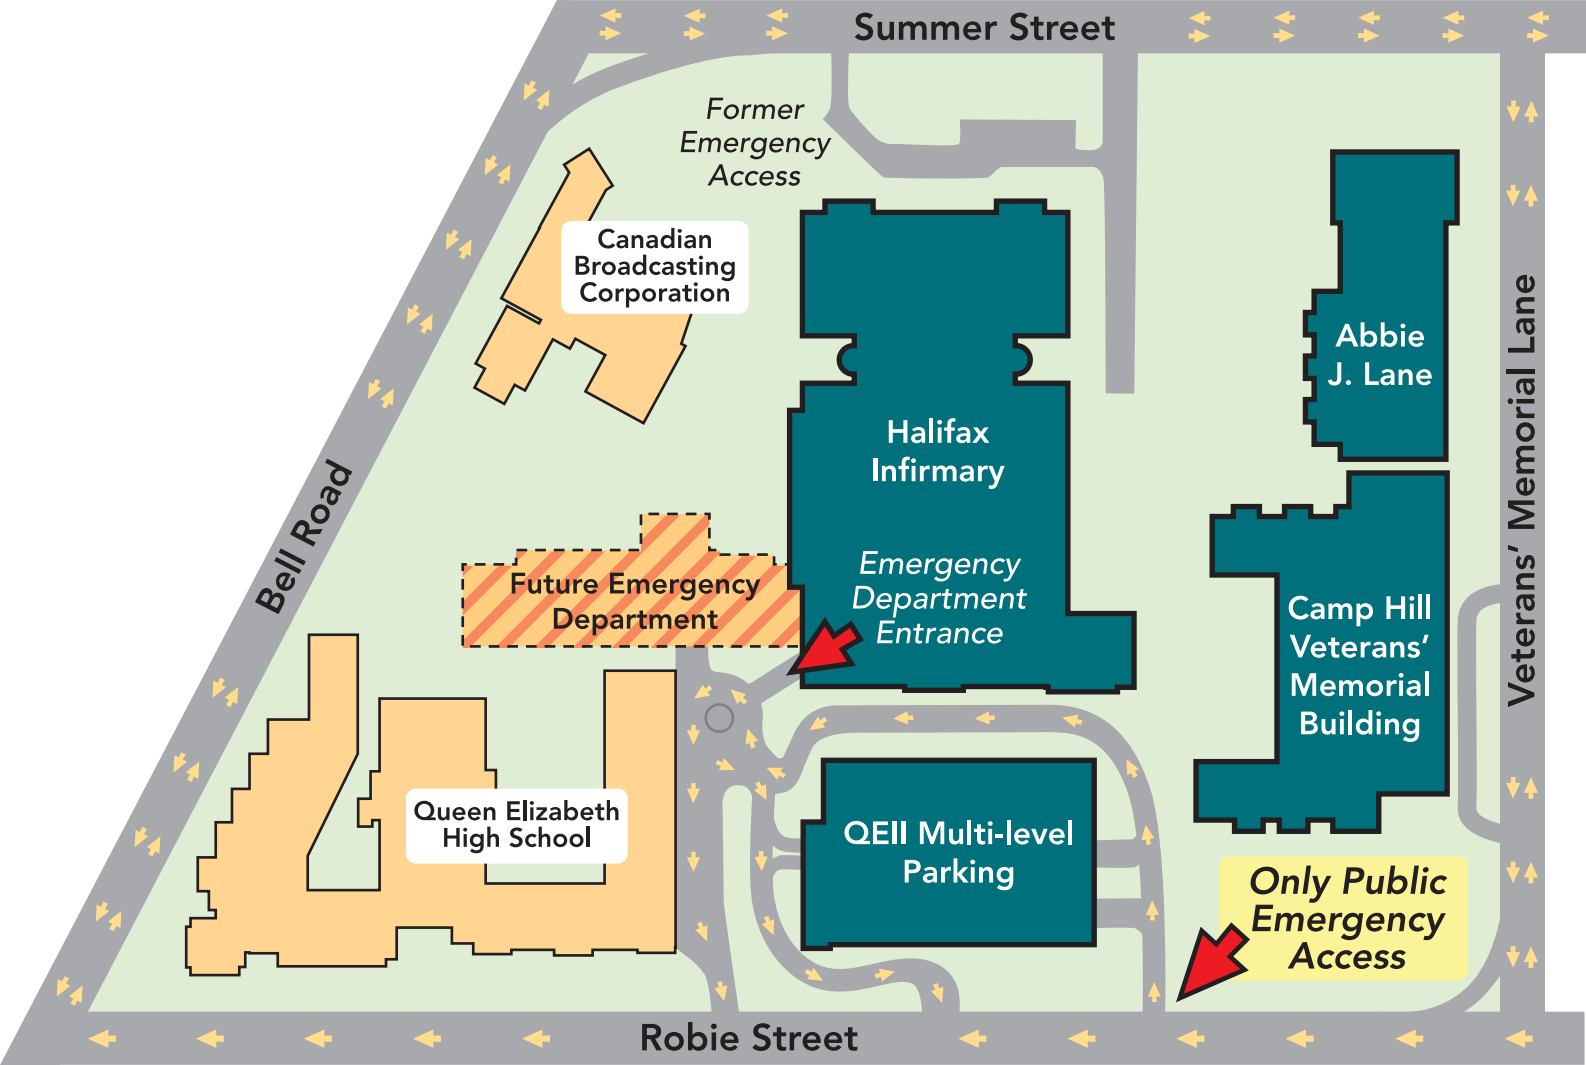 Summer Street
Former
Emergency
Access
Canadian
Broadcasting
Corporation
Abbie
J. Lane
Halifax
Infirmary
Veterans’ Memorial Lane
Bell Road
Future Emergency
Department
Emergency
Department
Entrance
Camp Hill
Veterans’
Memorial
Building
Queen Elizabeth
High School
QEII Multi-level
Parking
Only Public
Emergency
Access
Robie Street